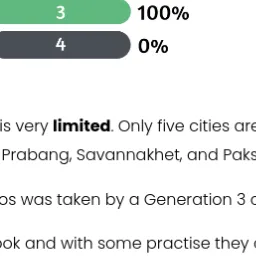 3 100%
4 0%
is very limited. Only five cities are
Prabang, Savannakhet, and Paks
os was taken by a Generation 3 c
ook and with some practise they c